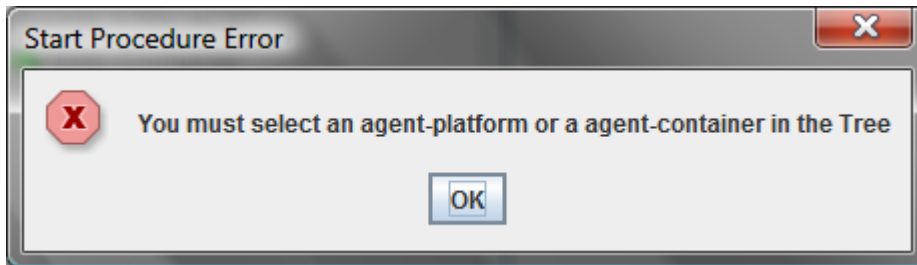 Start Procedure Error
You must select an agent-platform or a agent-container in the Tree
OK